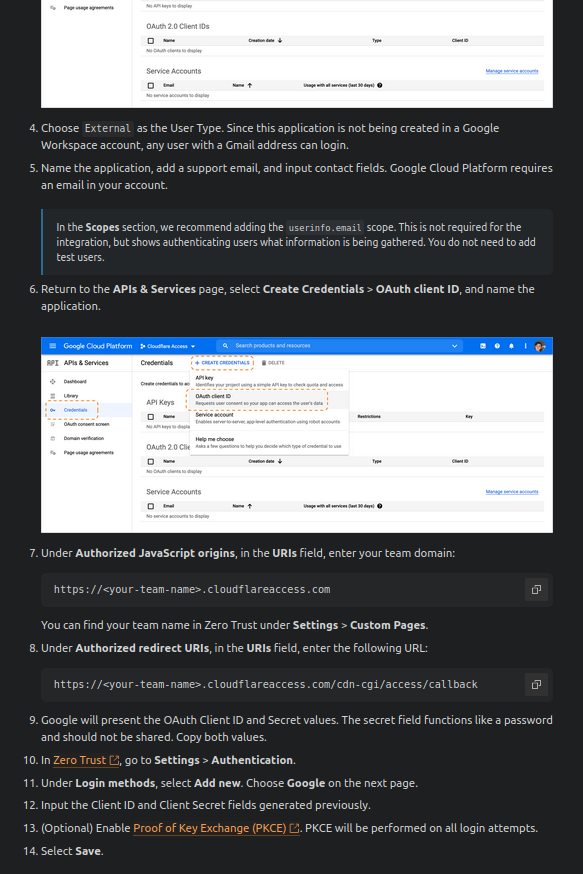 Page usage agreements
No API keys to display
OAuth 2.0 Client IDs
Name Creation date Type Client ID
No OAuth clients to display
Service Accounts Manage service accounts
Email Name Usage with all services (last 30 days)
No service accounts to display
4. Choose External as the User Type. Since this application is not being created in a Google
Workspace account, any user with a Gmail address can login.
5. Name the application, add a support email, and input contact fields. Google Cloud Platform requires
an email in your account.
In the Scopes section, we recommend adding the userinfo.email scope. This is not required for the
integration, but shows authenticating users what information is being gathered. You do not need to add
test users.
6. Return to the APIs & Services page, select Create Credentials > OAuth client ID, and name the
application.
Google Cloud Platform Cloudflare Access Search products and resources
API APIs & Services Credentials + CREATE CREDENTIALS DELETE
Dashboard
Library
Credentials
OAuth consent screen
Domain verification
Page usage agreements
Create credentials to ac
API key
Identifies your project using a simple API key to check quota and access
OAuth client ID
Requests user consent so your app can access the user's data
Service account
Enables server-to-server, app-level authentication using robot accounts
Help me choose
Asks a few questions to help you decide which type of credential to use
API Keys
Name Restrictions Key
No API keys to displa
OAuth 2.0 Clie
Name Creation date Type Client ID
No OAuth clients to display
Service Accounts Manage service accounts
Email Name Usage with all services (last 30 days)
No service accounts to display
7. Under Authorized JavaScript origins, in the URIs field, enter your team domain:
https://<your-team-name>.cloudflareaccess.com
You can find your team name in Zero Trust under Settings > Custom Pages.
8. Under Authorized redirect URIs, in the URIs field, enter the following URL:
https://<your-team-name>.cloudflareaccess.com/cdn-cgi/access/callback
9. Google will present the OAuth Client ID and Secret values. The secret field functions like a password
and should not be shared. Copy both values.
10. In Zero Trust, go to Settings > Authentication.
11. Under Login methods, select Add new. Choose Google on the next page.
12. Input the Client ID and Client Secret fields generated previously.
13. (Optional) Enable Proof of Key Exchange (PKCE). PKCE will be performed on all login attempts.
14. Select Save.